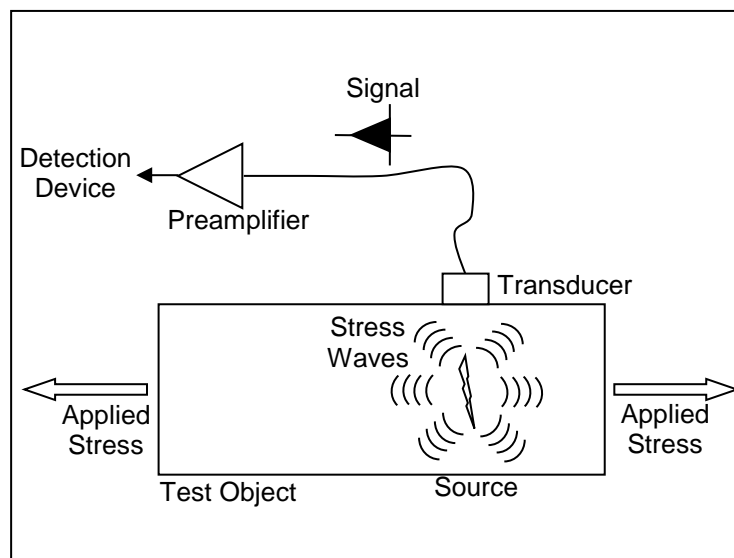 Signal
Detection
Device
Preamplifier
Transducer
Stress
Waves
Applied
Stress
Applied
Stress
Test Object
Source